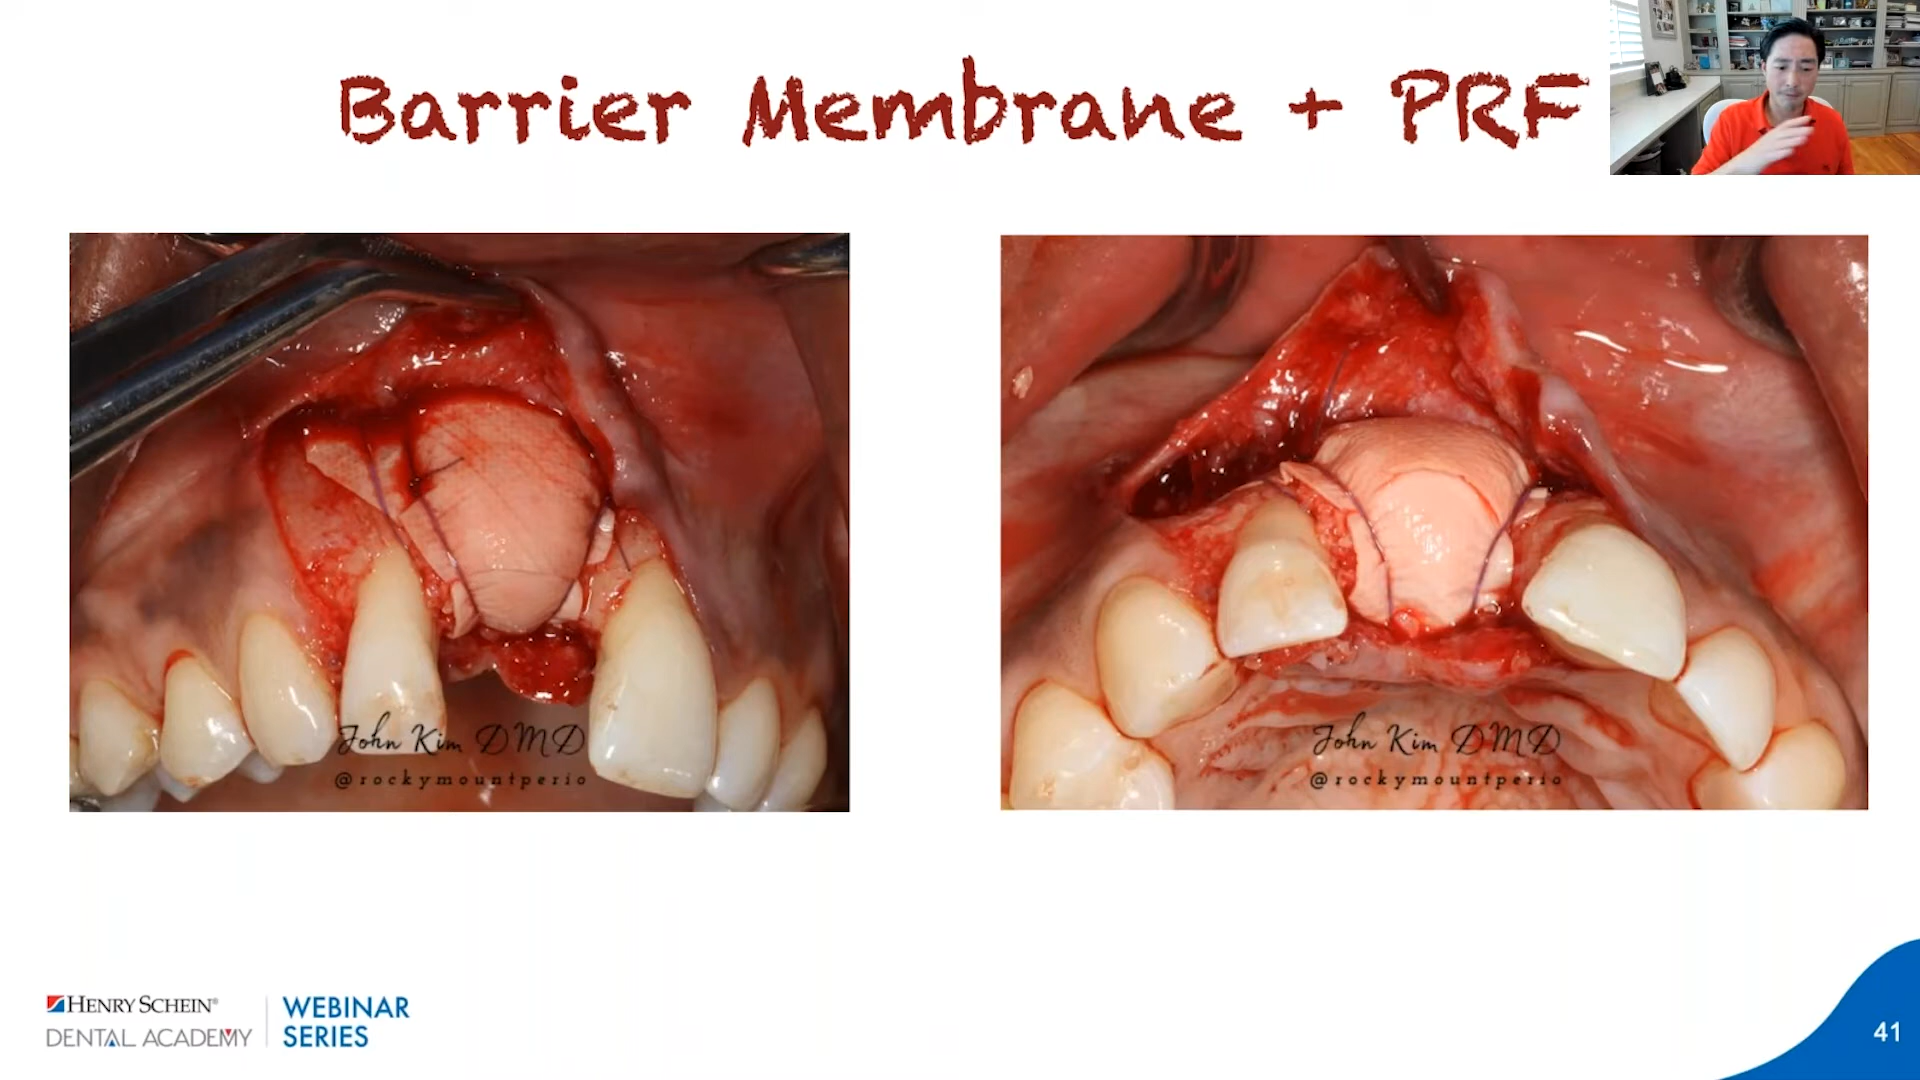 Barrier Membrane + PRF
John Kim DMD
@rockymountperio
John Kim DMD
@rockymountperio
HENRY SCHEIN®
DENTAL ACADEMY
WEBINAR
SERIES
41